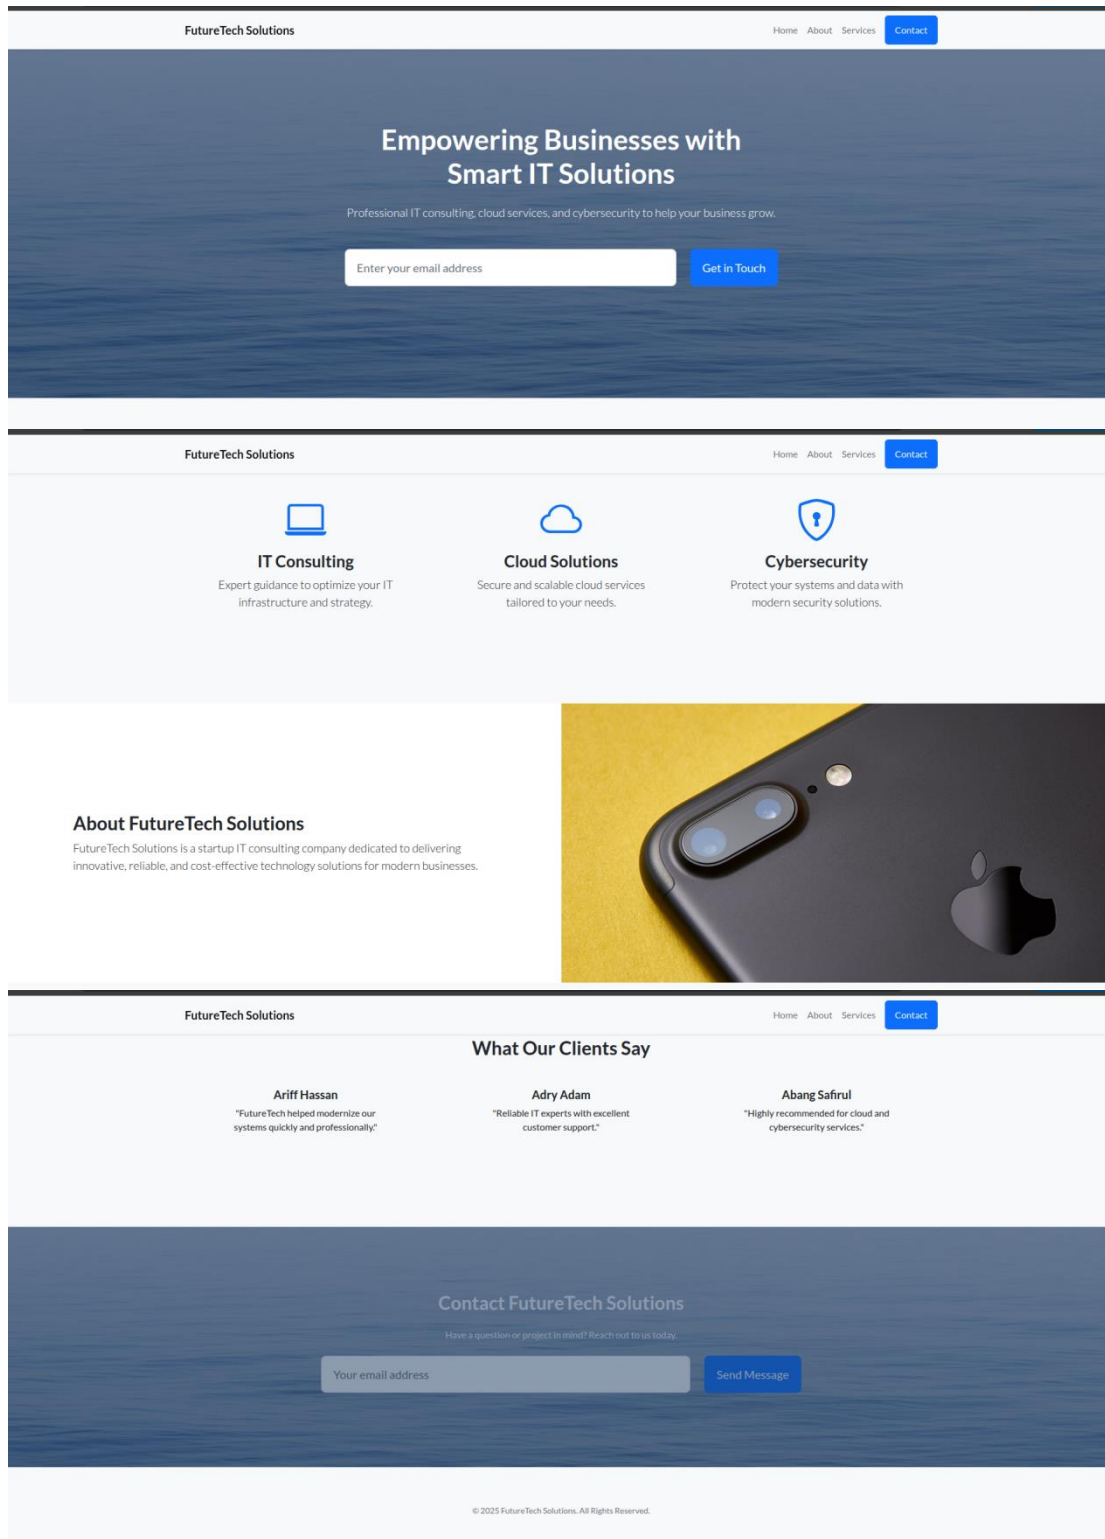 FutureTech Solutions
Home About Services Contact
Empowering Businesses with
Smart IT Solutions
Professional IT consulting, cloud services, and cybersecurity to help your business grow.
Enter your email address
Get in Touch
FutureTech Solutions
Home About Services Contact
IT Consulting
Expert guidance to optimize your IT
infrastructure and strategy.
Cloud Solutions
Secure and scalable cloud services
tailored to your needs.
Cybersecurity
Protect your systems and data with
modern security solutions.
About FutureTech Solutions
FutureTech Solutions is a startup IT consulting company dedicated to delivering
innovative, reliable, and cost-effective technology solutions for modern businesses.
FutureTech Solutions
Home About Services Contact
What Our Clients Say
Ariff Hassan
"FutureTech helped modernize our
systems quickly and professionally."
Adry Adam
"Reliable IT experts with excellent
customer support."
Abang Safirul
"Highly recommended for cloud and
cybersecurity services."
Contact FutureTech Solutions
Have a question or project in mind? Reach out to us today.
Your email address
Send Message
© 2025 FutureTech Solutions. All Rights Reserved.